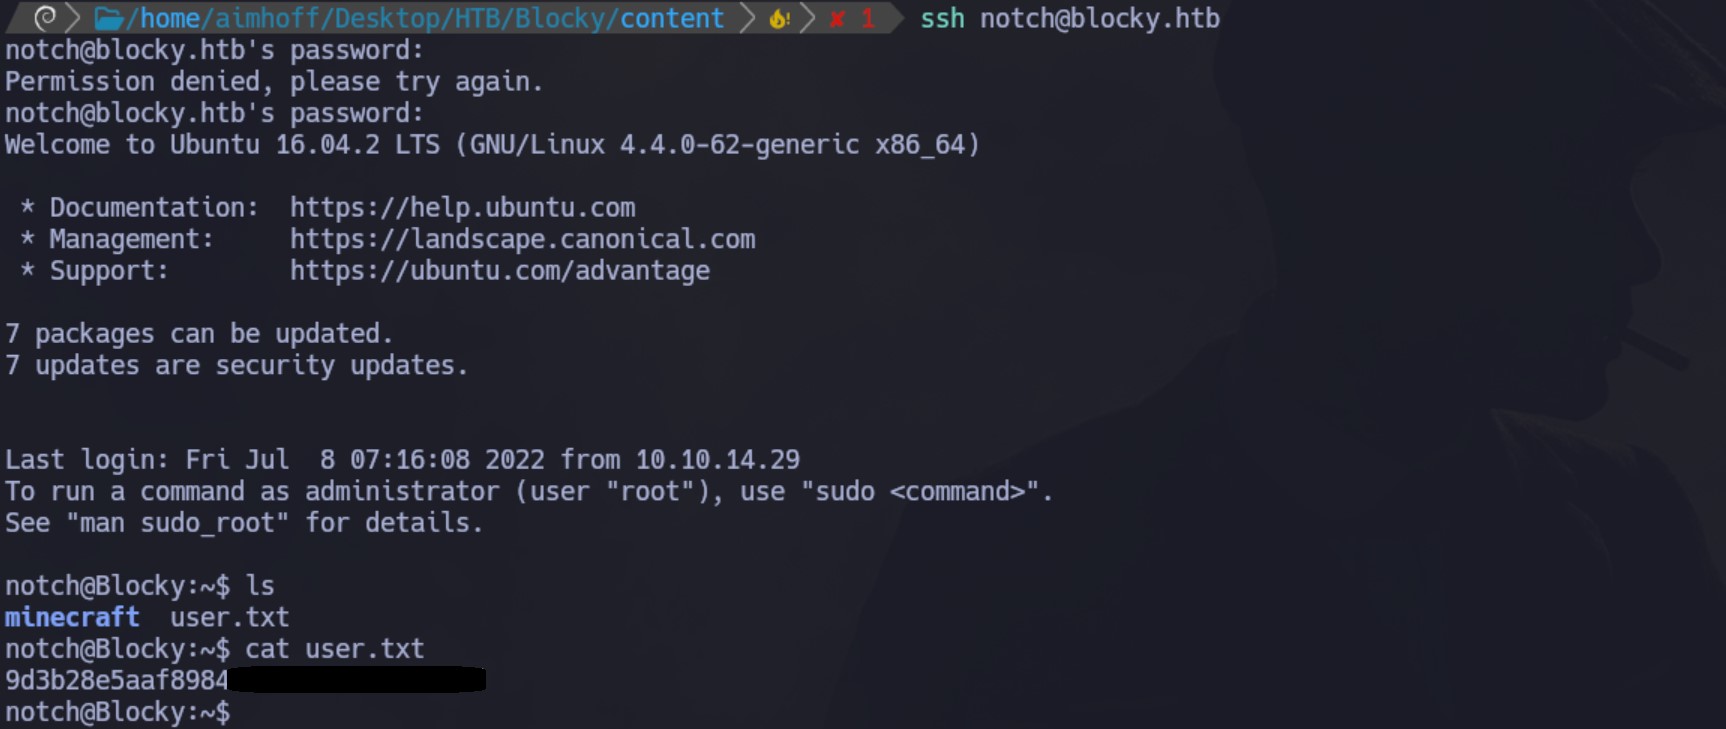 /home/aimhoff/Desktop/HTB/Blocky/content ✘ 1 ssh notch@blocky.htb
notch@blocky.htb's password:
Permission denied, please try again.
notch@blocky.htb's password:
Welcome to Ubuntu 16.04.2 LTS (GNU/Linux 4.4.0-62-generic x86_64)
* Documentation:  https://help.ubuntu.com
* Management:     https://landscape.canonical.com
* Support:        https://ubuntu.com/advantage
7 packages can be updated.
7 updates are security updates.
Last login: Fri Jul  8 07:16:08 2022 from 10.10.14.29
To run a command as administrator (user "root"), use "sudo <command>".
See "man sudo_root" for details.
notch@Blocky:~$ ls
minecraft  user.txt
notch@Blocky:~$ cat user.txt
9d3b28e5aaf8984
notch@Blocky:~$